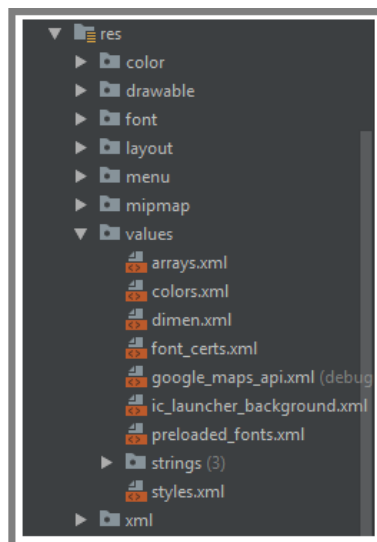 res
color
drawable
font
layout
menu
mipmap
values
arrays.xml
colors.xml
dimen.xml
font_certs.xml
google_maps_api.xml (debug
ic_launcher_background.xml
preloaded_fonts.xml
strings (3)
styles.xml
xml